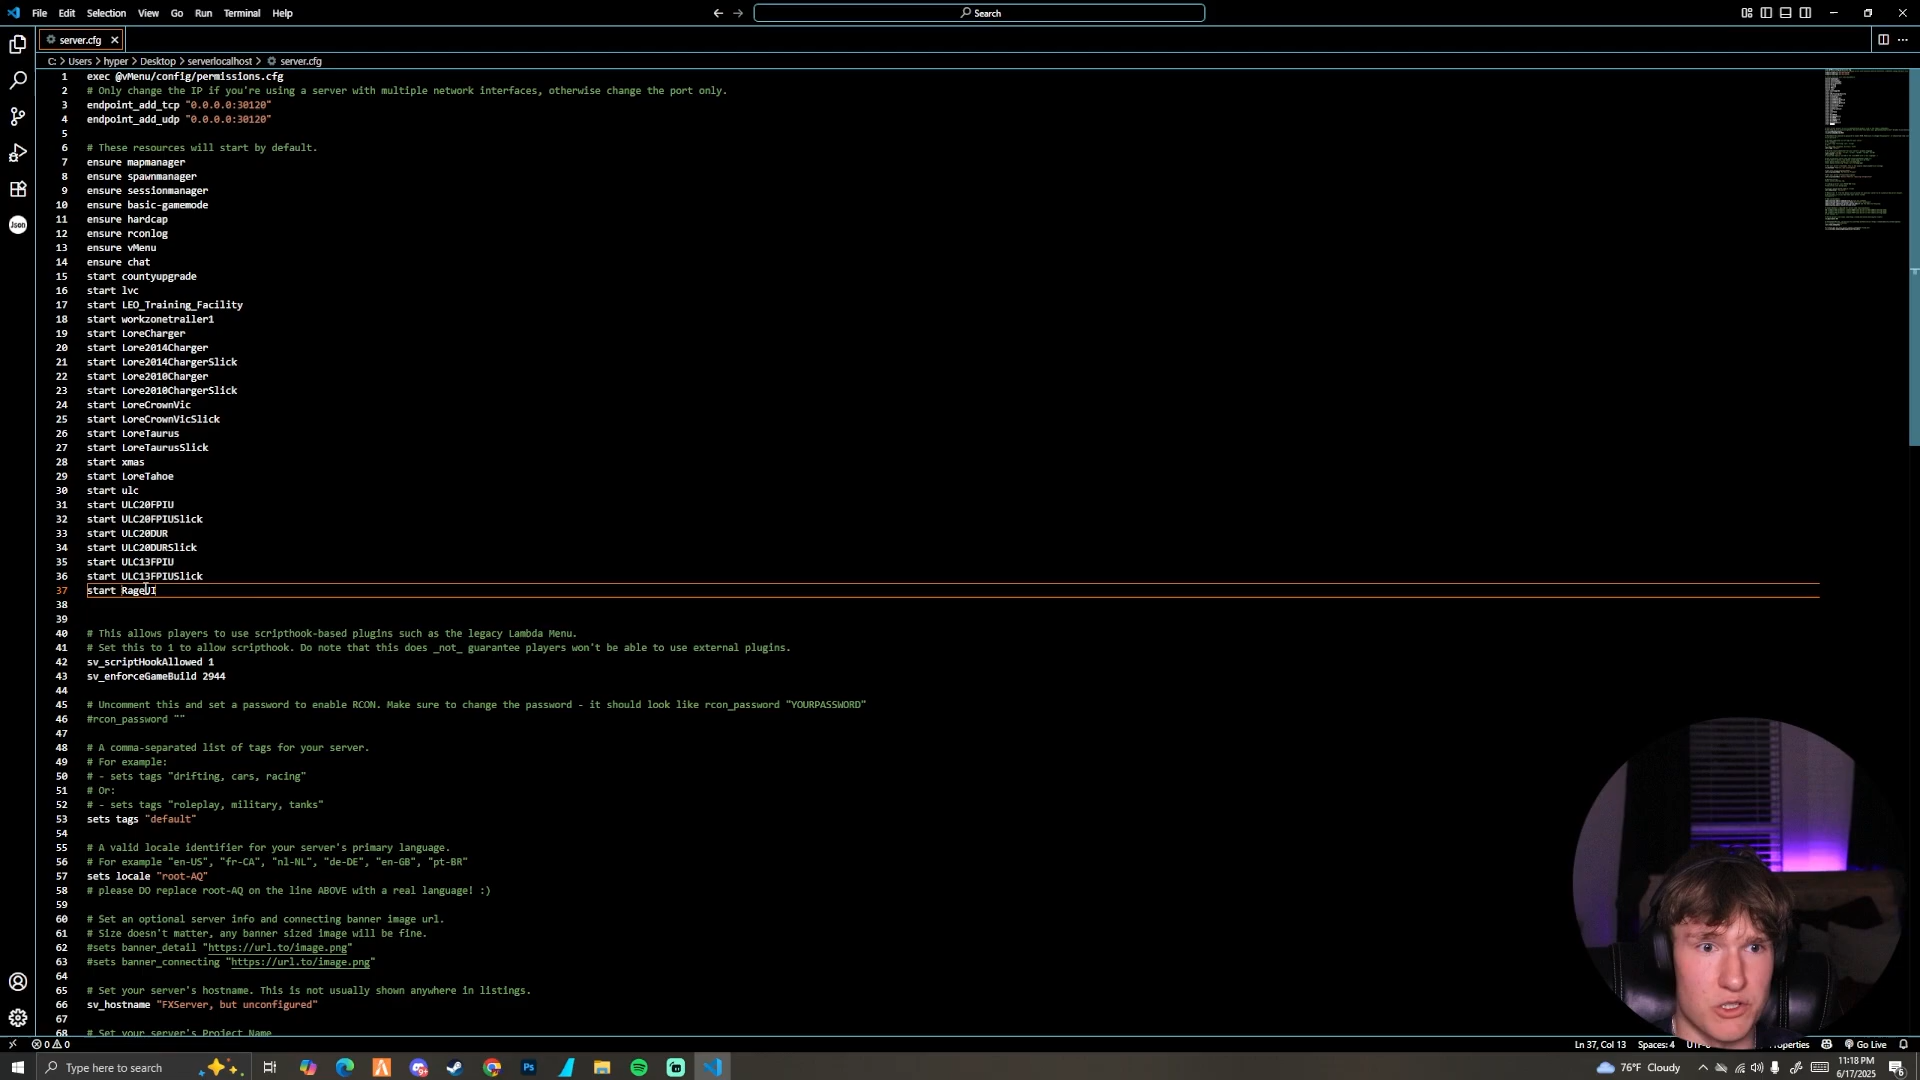 File Edit Selection View Go Run Terminal Help
Search
server.cfg
C: > Users > hyper > Desktop > serverlocalhost > server.cfg
1 exec @vMenu/config/permissions.cfg
2 # Only change the IP if you're using a server with multiple network interfaces, otherwise change the port only.
3 endpoint_add_tcp "0.0.0.0:30120"
4 endpoint_add_udp "0.0.0.0:30120"
5
6 # These resources will start by default.
7 ensure mapmanager
8 ensure spawnmanager
9 ensure sessionmanager
10 ensure basic-gamemode
11 ensure hardcap
12 ensure rconlog
13 ensure vMenu
14 ensure chat
15 start countyupgrade
16 start lvc
17 start LEO_Training_Facility
18 start workzonetrailer1
19 start LoreCharger
20 start Lore2014Charger
21 start Lore2014ChargerSlick
22 start Lore2010Charger
23 start Lore2010ChargerSlick
24 start LoreCrownVic
25 start LoreCrownVicSlick
26 start LoreTaurus
27 start LoreTaurusSlick
28 start xmas
29 start LoreTahoe
30 start ulc
31 start ULC20FPIU
32 start ULC20FPIUSlick
33 start ULC20DUR
34 start ULC20DURSlick
35 start ULC13FPIU
36 start ULC13FPIUSlick
37 start RageUI
38
39
40 # This allows players to use scripthook-based plugins such as the legacy Lambda Menu.
41 # Set this to 1 to allow scripthook. Do note that this does _not_ guarantee players won't be able to use external plugins.
42 sv_scriptHookAllowed 1
43 sv_enforceGameBuild 2944
44
45 # Uncomment this and set a password to enable RCON. Make sure to change the password - it should look like rcon_password "YOURPASSWORD"
46 #rcon_password ""
47
48 # A comma-separated list of tags for your server.
49 # For example:
50 # - sets tags "drifting, cars, racing"
51 # Or:
52 # - sets tags "roleplay, military, tanks"
53 sets tags "default"
54
55 # A valid locale identifier for your server's primary language.
56 # For example "en-US", "fr-CA", "nl-NL", "de-DE", "en-GB", "pt-BR"
57 sets locale "root-AQ"
58 # please DO replace root-AQ on the line ABOVE with a real language! :)
59
60 # Set an optional server info and connecting banner image url.
61 # Size doesn't matter, any banner sized image will be fine.
62 #sets banner_detail "https://url.to/image.png"
63 #sets banner_connecting "https://url.to/image.png"
64
65 # Set your server's hostname. This is not usually shown anywhere in listings.
66 sv_hostname "FXServer, but unconfigured"
67
68 # Set your server's Project Name
Json
0 0 Ln 37, Col 13 Spaces: 4 Go Live
Type here to search
Ps
76°F Cloudy
11:18 PM
6/17/2025
6